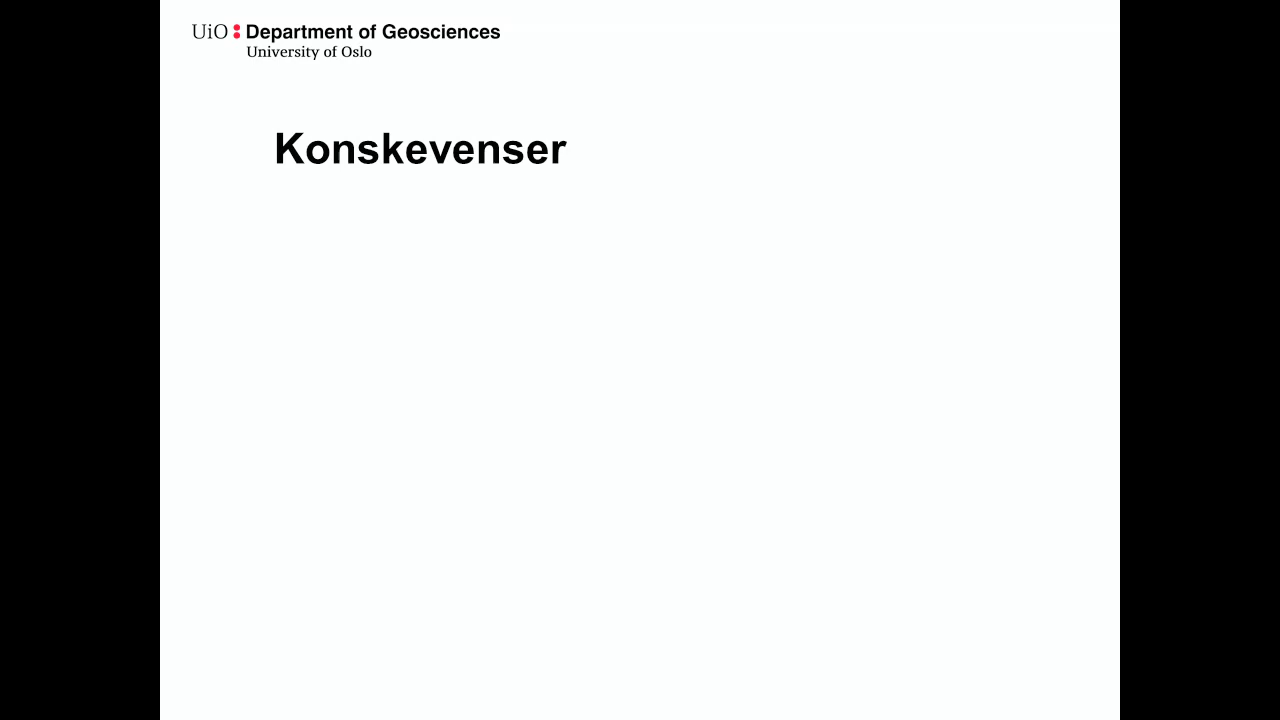 UiO : Department of Geosciences
University of Oslo
Konskevenser